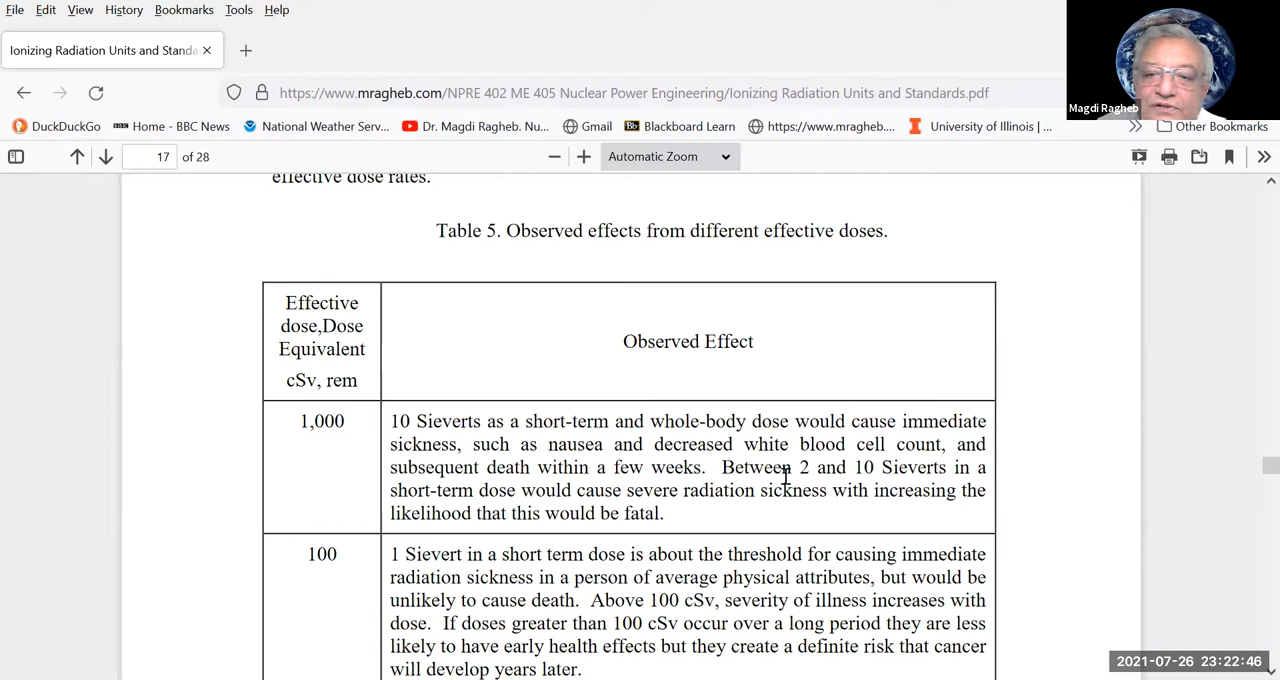 File Edit View History Bookmarks Tools Help
Ionizing Radiation Units and Standa
https://www.mragheb.com/NPRE 402 ME 405 Nuclear Power Engineering/Ionizing Radiation Units and Standards.pdf
Magdi Ragheb
DuckDuckGo BBC Home - BBC News National Weather Serv... Dr. Magdi Ragheb. Nu... Gmail Bb Blackboard Learn https://www.mragheb.... I University of Illinois |... Other Bookmarks
17 of 28 Automatic Zoom
effective dose rates.
Table 5. Observed effects from different effective doses.
Effective
dose,Dose
Equivalent
cSv, rem
Observed Effect
1,000
10 Sieverts as a short-term and whole-body dose would cause immediate
sickness, such as nausea and decreased white blood cell count, and
subsequent death within a few weeks. Between 2 and 10 Sieverts in a
short-term dose would cause severe radiation sickness with increasing the
likelihood that this would be fatal.
100
1 Sievert in a short term dose is about the threshold for causing immediate
radiation sickness in a person of average physical attributes, but would be
unlikely to cause death. Above 100 cSv, severity of illness increases with
dose. If doses greater than 100 cSv occur over a long period they are less
likely to have early health effects but they create a definite risk that cancer
will develop years later.
2021-07-26 23:22:46